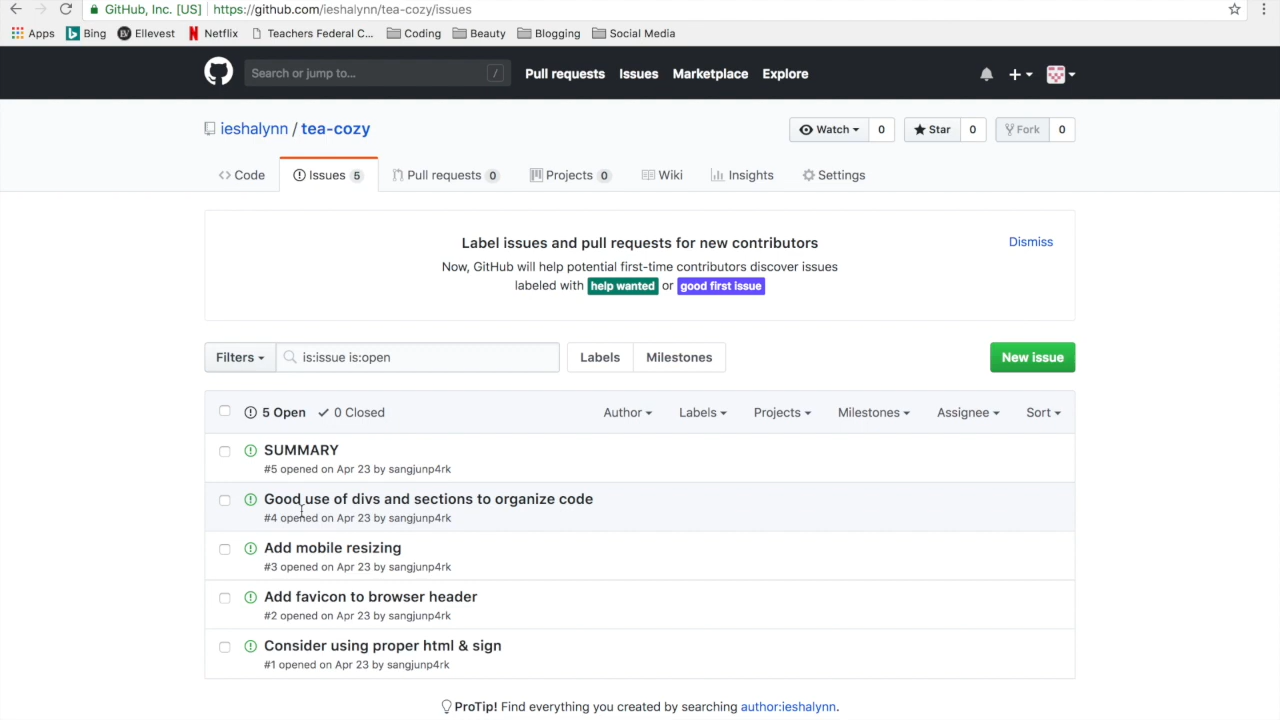 GitHub, Inc. [US] https://github.com/ieshalynn/tea-cozy/issues
Apps Bing Ellevest Netflix Teachers Federal C... Coding Beauty Blogging Social Media
Search or jump to... / Pull requests Issues Marketplace Explore
ieshalynn / tea-cozy Watch 0 Star 0 Fork 0
Code Issues 5 Pull requests 0 Projects 0 Wiki Insights Settings
Label issues and pull requests for new contributors Dismiss
Now, GitHub will help potential first-time contributors discover issues
labeled with help wanted or good first issue
Filters is:issue is:open Labels Milestones New issue
5 Open 0 Closed Author Labels Projects Milestones Assignee Sort
SUMMARY
#5 opened on Apr 23 by sangjunp4rk
Good use of divs and sections to organize code
#4 opened on Apr 23 by sangjunp4rk
Add mobile resizing
#3 opened on Apr 23 by sangjunp4rk
Add favicon to browser header
#2 opened on Apr 23 by sangjunp4rk
Consider using proper html & sign
#1 opened on Apr 23 by sangjunp4rk
ProTip! Find everything you created by searching author:ieshalynn.